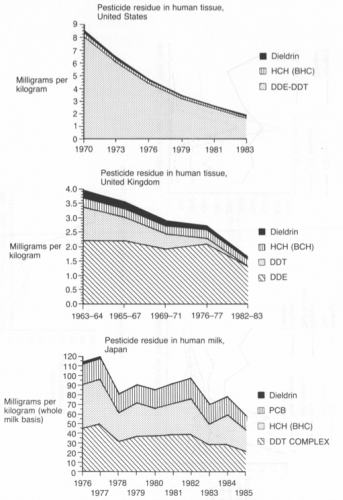 Pesticide residue in human tissue,
United States
Milligrams per
kilogram
9
8
7
6
5
4
3
2
1
0
1970 1973 1976 1979 1981 1983
Dieldrin
HCH (BHC)
DDE-DDT
Pesticide residue in human tissue,
United Kingdom
Milligrams per
kilogram
4.0
3.5
3.0
2.5
2.0
1.5
1.0
0.5
0.0
1963–64 1965–67 1969–71 1976–77 1982–83
Dieldrin
HCH (BCH)
DDT
DDE
Pesticide residue in human milk,
Japan
Milligrams per
kilogram (whole
milk basis)
120
110
100
90
80
70
60
50
40
30
20
10
0
1976 1978 1980 1982 1984
1977 1979 1981 1983 1985
Dieldrin
PCB
HCH (BHC)
DDT COMPLEX